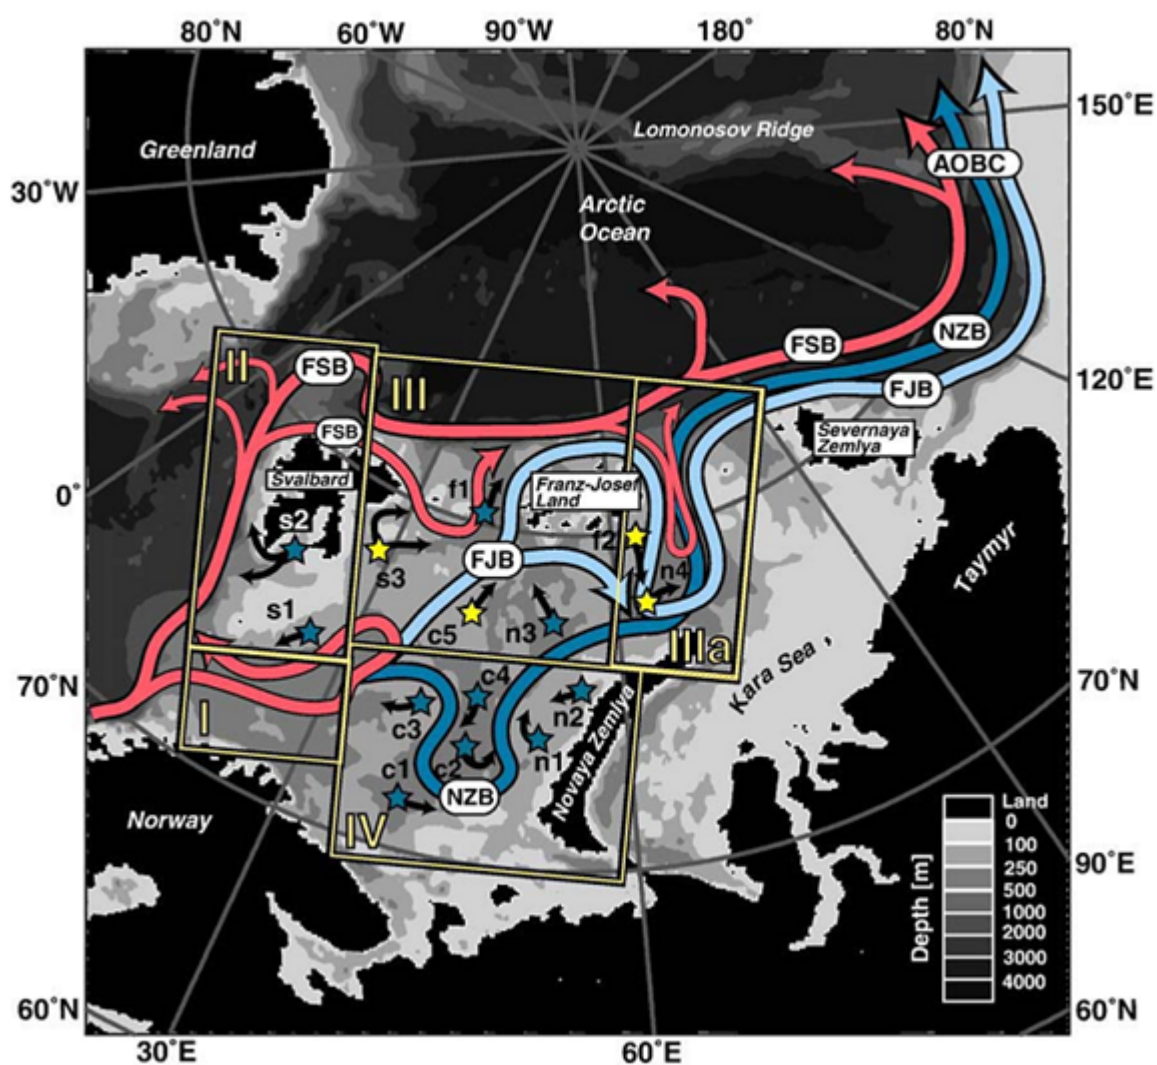 80˚N 60˚W 90˚W 180˚ 80˚N
150˚E
Lomonosov Ridge
Greenland
AOBC
30˚W
Arctic
Ocean
NZB
FSB
FSB
II
III
FJB
120˚E
FSB
Severnaya
Zemlya
Svalbard
f1
Franz-Josef
Land
0˚
s2
f2
FJB
Taymyr
s3
n4
s1
c5
n3
IIIa
Kara Sea ,
70˚N
c4
70˚N
I
c3
n2
n1
c2
c1
NZB
Novaya Zemlya
Norway
IV
Land
0
100
250
500
1000
2000
3000
4000
Depth [m]
90˚E
60˚N
60˚N
30˚E
60˚E